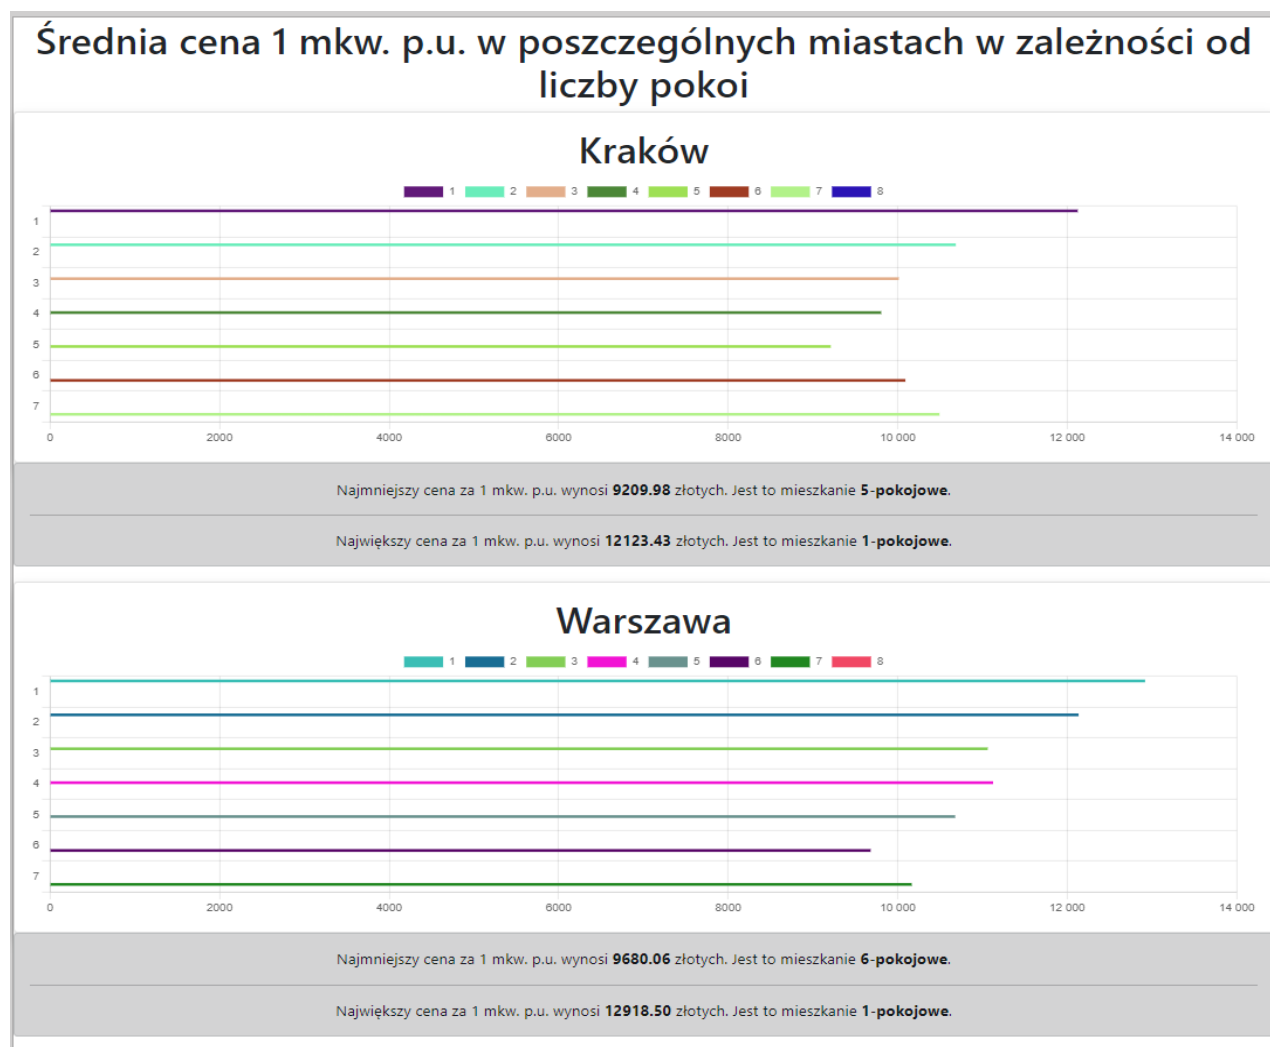 Średnia cena 1 mkw. p.u. w poszczególnych miastach w zależności od
liczby pokoi
Kraków
1 2 3 4 5 6 7 8
1
2
3
4
5
6
7
0 2000 4000 6000 8000 10 000 12 000 14 000
Najmniejszy cena za 1 mkw. p.u. wynosi 9209.98 złotych. Jest to mieszkanie 5-pokojowe.
Największy cena za 1 mkw. p.u. wynosi 12123.43 złotych. Jest to mieszkanie 1-pokojowe.
Warszawa
1 2 3 4 5 6 7 8
1
2
3
4
5
6
7
0 2000 4000 6000 8000 10 000 12 000 14 000
Najmniejszy cena za 1 mkw. p.u. wynosi 9680.06 złotych. Jest to mieszkanie 6-pokojowe.
Największy cena za 1 mkw. p.u. wynosi 12918.50 złotych. Jest to mieszkanie 1-pokojowe.